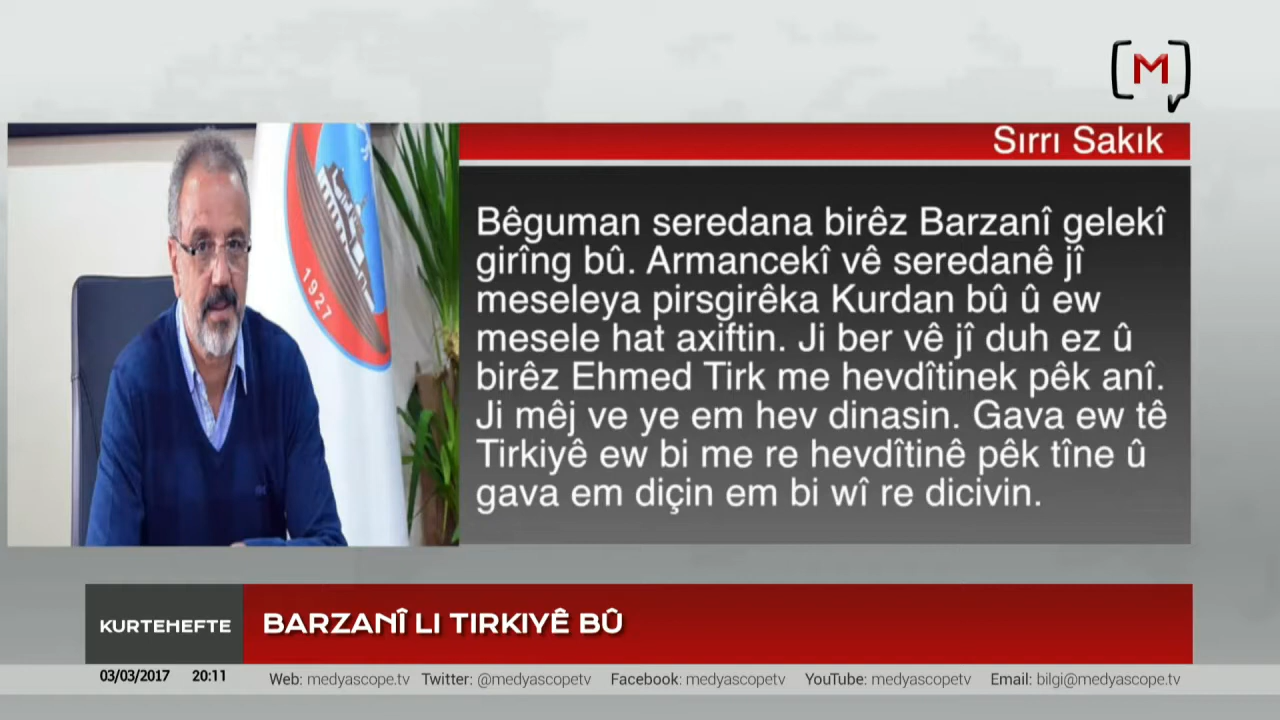 M
Sırrı Sakık
1927
Bêguman seredana birêz Barzanî gelekî
girîng bû. Armancekî vê seredanê jî
meseleya pirsgirêka Kurdan bû û ew
mesele hat axiftin. Ji ber vê jî duh ez û
birêz Ehmed Tirk me hevdîtinek pêk anî.
Ji mêj ve ye em hev dinasin. Gava ew tê
Tirkiyê ew bi me re hevdîtinê pêk tîne û
gava em diçin em bi wî re dicivin.
KURTEHEFTE
BARZANÎ LI TIRKIYÊ BÛ
03/03/2017 20:11 Web: medyascope.tv Twitter: @medyascopetv Facebook: medyascopetv YouTube: medyascopetv Email: bilgi@medyascope.tv